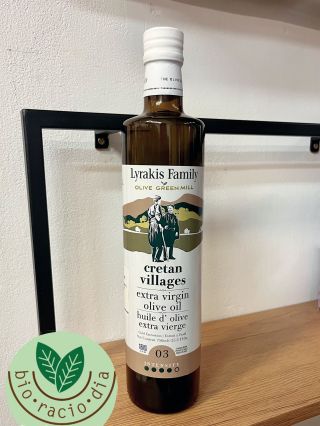 Lyrakis Family
OLIVE GREEN MILL
cretan
villages
extra virgin
olive oil
huile d' olive
extra vierge
03
INTENSITY
bio·racio·dia